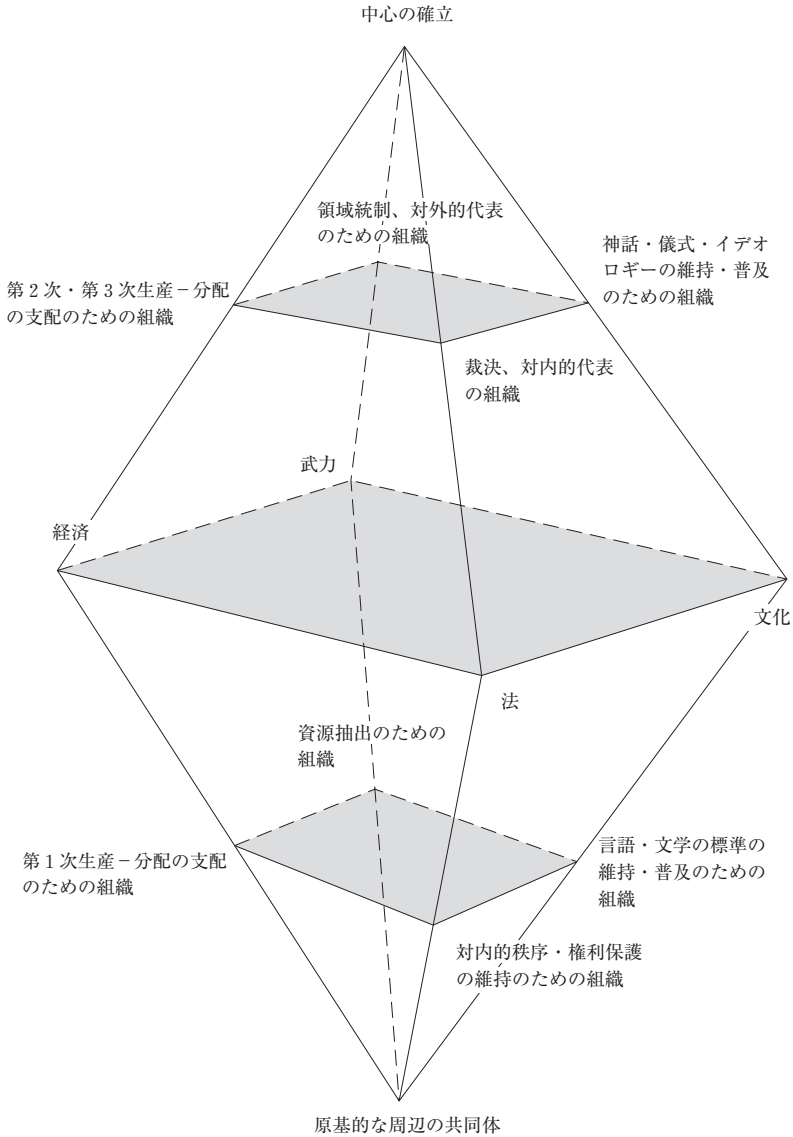 中心の確立
領域統制、対外的代表
のための組織
神話・儀式・イデオ
ロギーの維持・普及
のための組織
第2次・第3次生産−分配
の支配のための組織
裁決、対内的代表
の組織
武力
経済
文化
法
資源抽出のための
組織
第1次生産−分配の支配
のための組織
言語・文学の標準の
維持・普及のための
組織
対内的秩序・権利保護
の維持のための組織
原基的な周辺の共同体